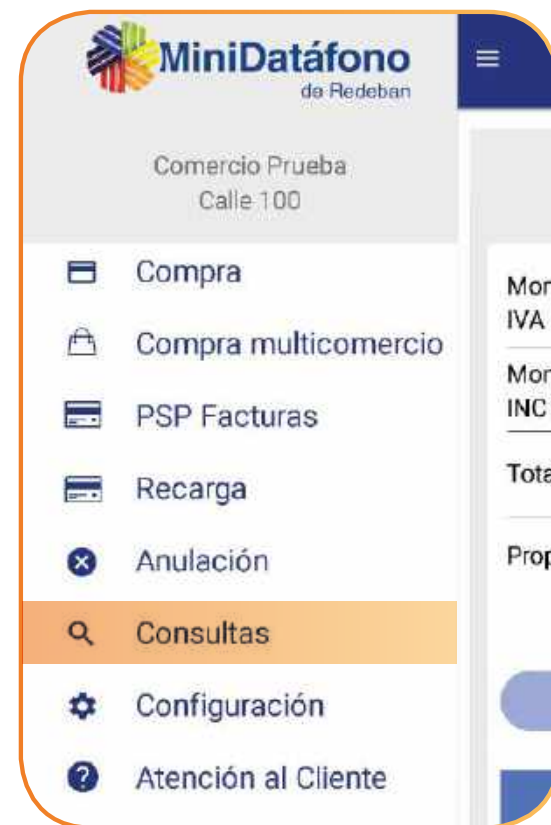 MiniDatáfono
de Redeban
Comercio Prueba
Calle 100
Compra
Compra multicomercio
PSP Facturas
Recarga
Anulación
Consultas
Configuración
Atención al Cliente
IVA
INC